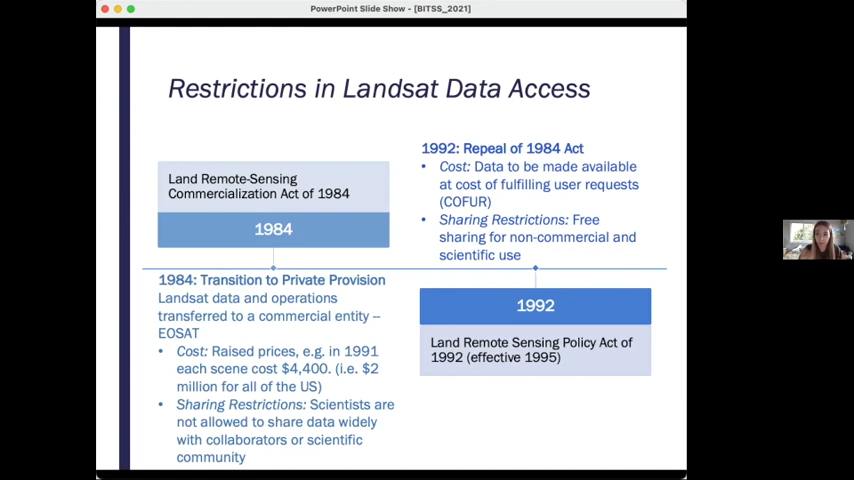 PowerPoint Slide Show - [BITSS_2021]
Restrictions in Landsat Data Access
Land Remote-Sensing
Commercialization Act of 1984
1984
1984: Transition to Private Provision
Landsat data and operations
transferred to a commercial entity –
EOSAT
• Cost: Raised prices, e.g. in 1991
each scene cost $4,400. (i.e. $2
million for all of the US)
• Sharing Restrictions: Scientists are
not allowed to share data widely
with collaborators or scientific
community
1992: Repeal of 1984 Act
• Cost: Data to be made available
at cost of fulfilling user requests
(COFUR)
• Sharing Restrictions: Free
sharing for non-commercial and
scientific use
1992
Land Remote Sensing Policy Act of
1992 (effective 1995)